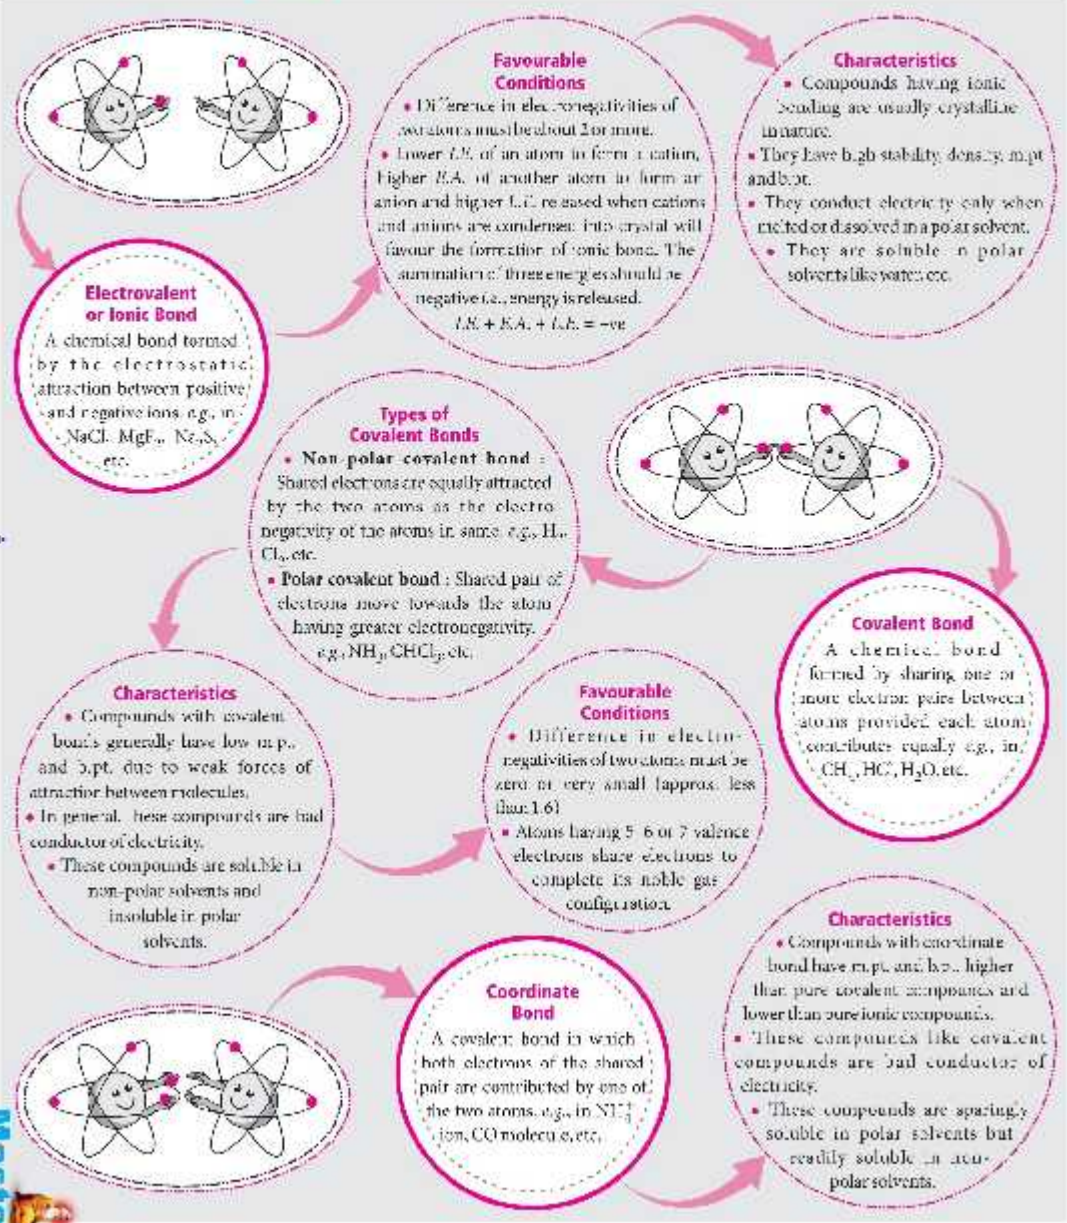 Favourable
Conditions
• Difference in electronegativities of
two atoms must be about 2 or more.
• Lower I.E. of an atom to form a cation,
higher E.A. of another atom to form an
anion and higher L.E. released when cations
and anions are condensed into crystal will
favour the formation of ionic bond. The
summation of three energies should be
negative i.e., energy is released.
I.E. + E.A. + L.E. = –ve
Characteristics
• Compounds having ionic
bonding are usually crystalline
in nature.
• They have high stability, density, m.pt
and b.pt.
• They conduct electricity only when
melted or dissolved in a polar solvent.
• They are soluble in polar
solvents like water, etc.
Electrovalent
or Ionic Bond
A chemical bond formed
by the electrostatic
attraction between positive
and negative ions, e.g., in
NaCl, MgF₂, Na₂S,
etc.
Types of
Covalent Bonds
• Non-polar covalent bond :
Shared electrons are equally attracted
by the two atoms as the electro
negativity of the atoms in same, e.g., H₂,
Cl₂, etc.
• Polar covalent bond : Shared pair of
electrons move towards the atom
having greater electronegativity.
e.g., NH₃, CHCl₃, etc.
Covalent Bond
A chemical bond
formed by sharing one or
more electron pairs between
atoms provided each atom
contributes equally e.g., in
CH₄, HCl, H₂O, etc.
Characteristics
• Compounds with covalent
bonds generally have low m.p.,
and b.pt. due to weak forces of
attraction between molecules.
• In general, these compounds are bad
conductor of electricity.
• These compounds are soluble in
non-polar solvents and
insoluble in polar
solvents.
Favourable
Conditions
• Difference in electro-
negativities of two atoms must be
zero or very small (approx. less
than 1.6)
• Atoms having 5, 6 or 7 valence
electrons share electrons to
complete its noble gas
configuration.
Coordinate
Bond
A covalent bond in which
both electrons of the shared
pair are contributed by one of
the two atoms, e.g., in NH₄⁺
ion, CO molecule, etc.
Characteristics
• Compounds with coordinate
bond have m.pt. and b.p., higher
than pure covalent compounds and
lower than pure ionic compounds.
• These compounds like covalent
compounds are bad conductor of
electricity.
• These compounds are sparingly
soluble in polar solvents but
readily soluble in non-
polar solvents.